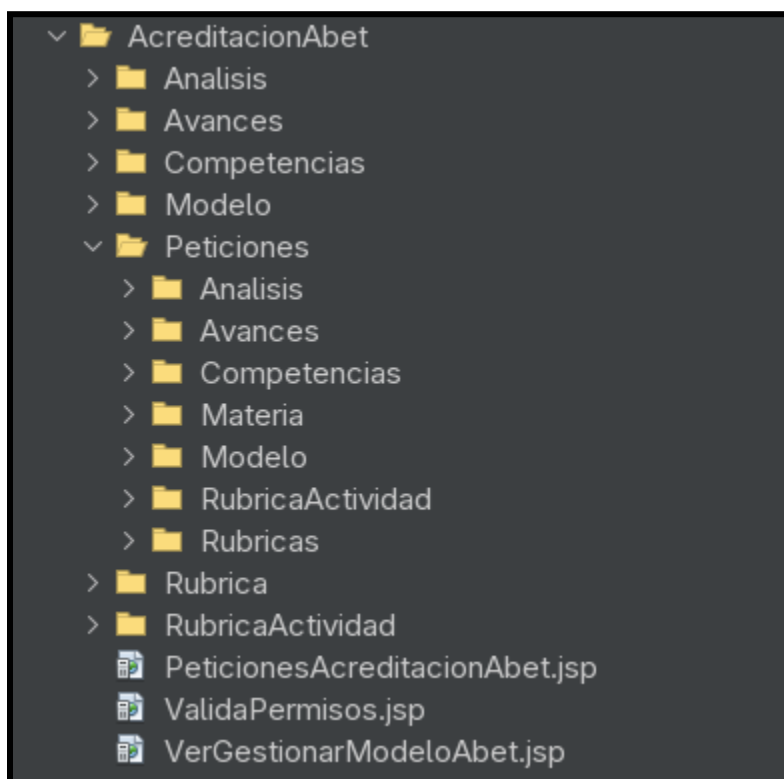 AcreditacionAbet
Analisis
Avances
Competencias
Modelo
Peticiones
Analisis
Avances
Competencias
Materia
Modelo
RubricaActividad
Rubricas
Rubrica
RubricaActividad
PeticionesAcreditacionAbet.jsp
ValidaPermisos.jsp
VerGestionarModeloAbet.jsp